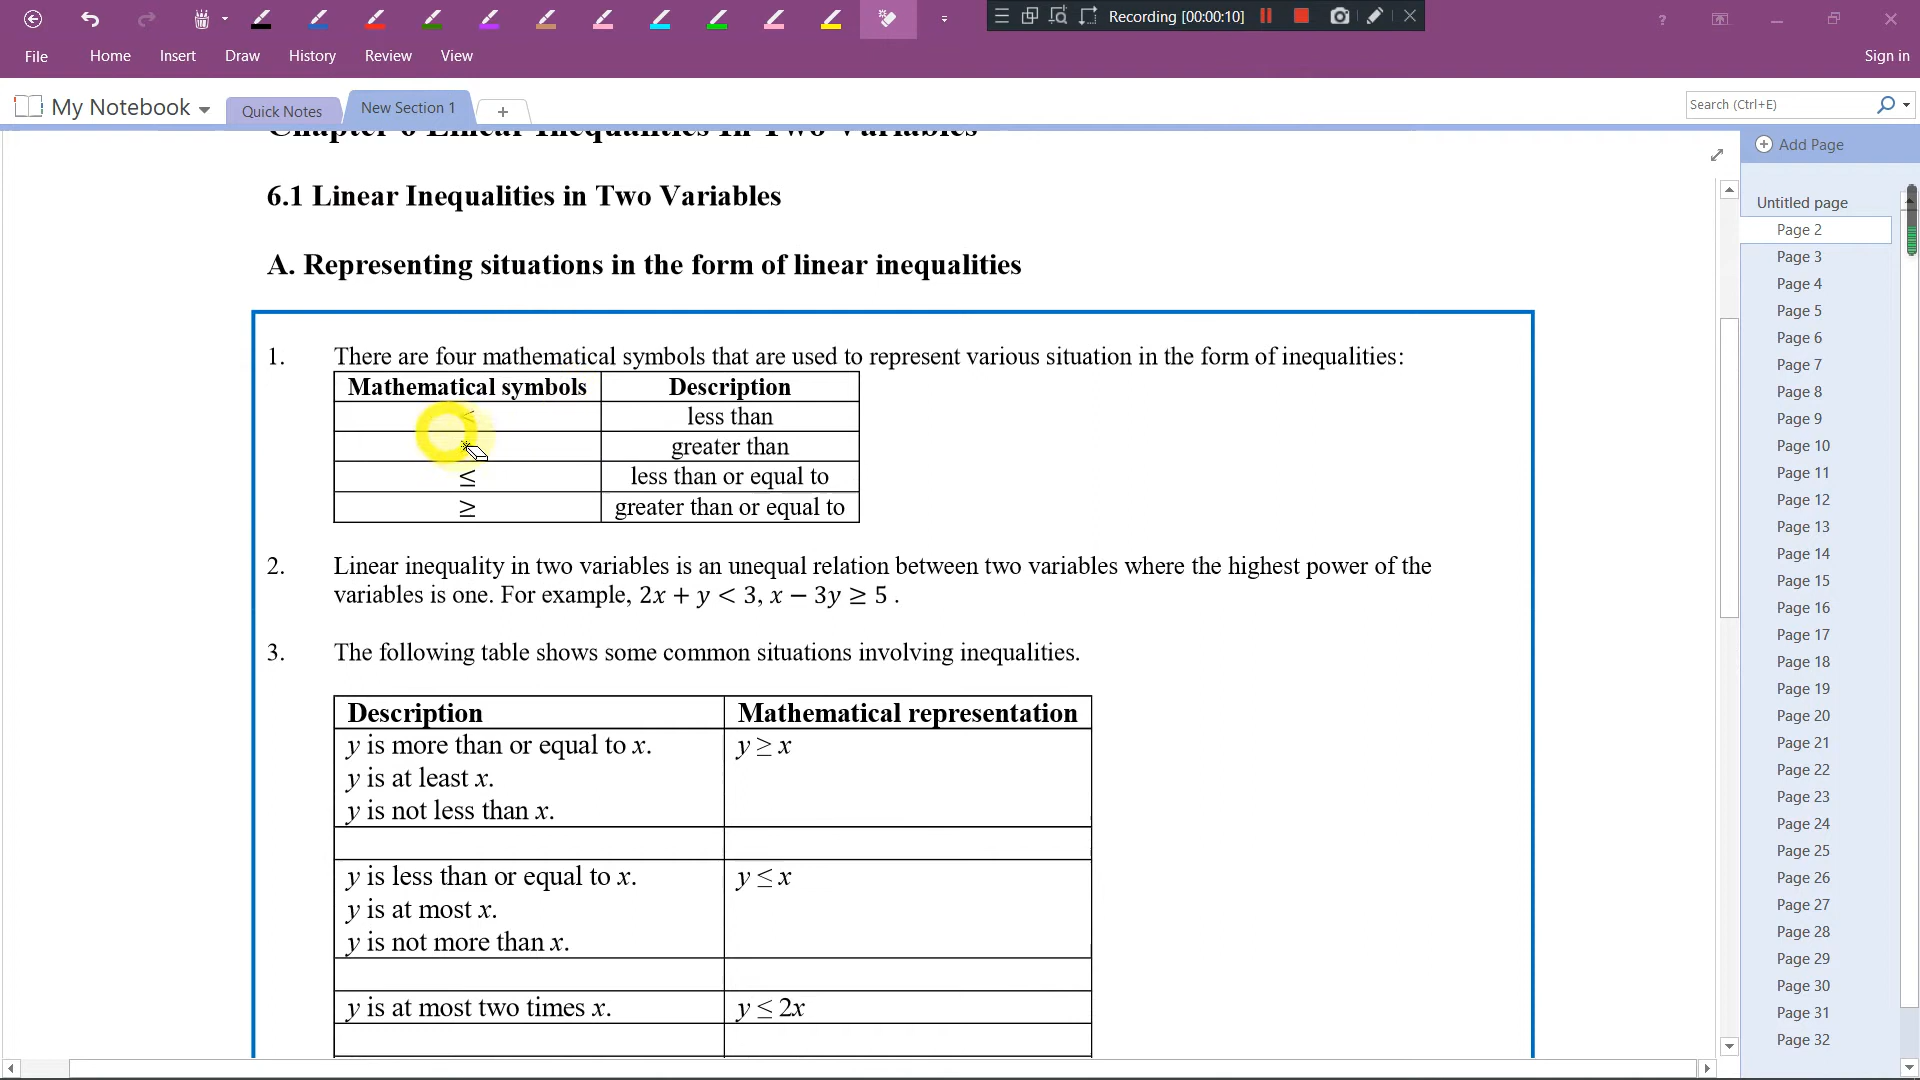 Recording [00:00:10]
?
File Home Insert Draw History Review View Sign in
My Notebook Quick Notes New Section 1 + Search (Ctrl+E)
Chapter 6 Linear Inequalities in Two Variables
6.1 Linear Inequalities in Two Variables
A. Representing situations in the form of linear inequalities
1. There are four mathematical symbols that are used to represent various situation in the form of inequalities:
Mathematical symbols Description
< less than
greater than
≤ less than or equal to
≥ greater than or equal to
2. Linear inequality in two variables is an unequal relation between two variables where the highest power of the
variables is one. For example, 2x + y < 3, x − 3y ≥ 5 .
3. The following table shows some common situations involving inequalities.
Description Mathematical representation
y is more than or equal to x. y ≥ x
y is at least x.
y is not less than x.
y is less than or equal to x. y ≤ x
y is at most x.
y is not more than x.
y is at most two times x. y ≤ 2x
Add Page
Untitled page
Page 2
Page 3
Page 4
Page 5
Page 6
Page 7
Page 8
Page 9
Page 10
Page 11
Page 12
Page 13
Page 14
Page 15
Page 16
Page 17
Page 18
Page 19
Page 20
Page 21
Page 22
Page 23
Page 24
Page 25
Page 26
Page 27
Page 28
Page 29
Page 30
Page 31
Page 32